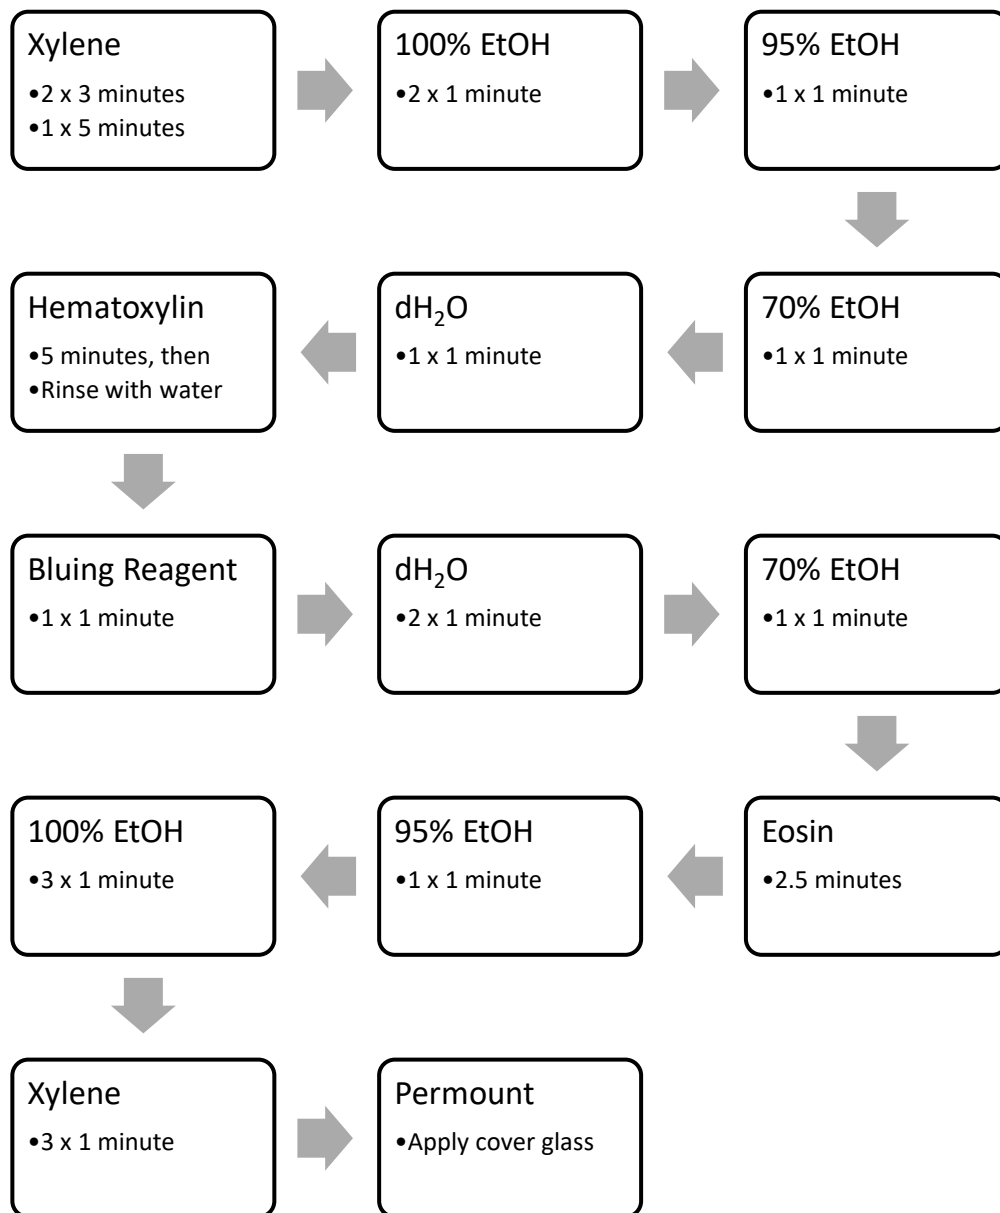 Xylene
•2 x 3 minutes
•1 x 5 minutes
100% EtOH
•2 x 1 minute
95% EtOH
•1 x 1 minute
70% EtOH
•1 x 1 minute
dH₂O
•1 x 1 minute
Hematoxylin
•5 minutes, then
•Rinse with water
Bluing Reagent
•1 x 1 minute
dH₂O
•2 x 1 minute
70% EtOH
•1 x 1 minute
Eosin
•2.5 minutes
95% EtOH
•1 x 1 minute
100% EtOH
•3 x 1 minute
Xylene
•3 x 1 minute
Permount
•Apply cover glass